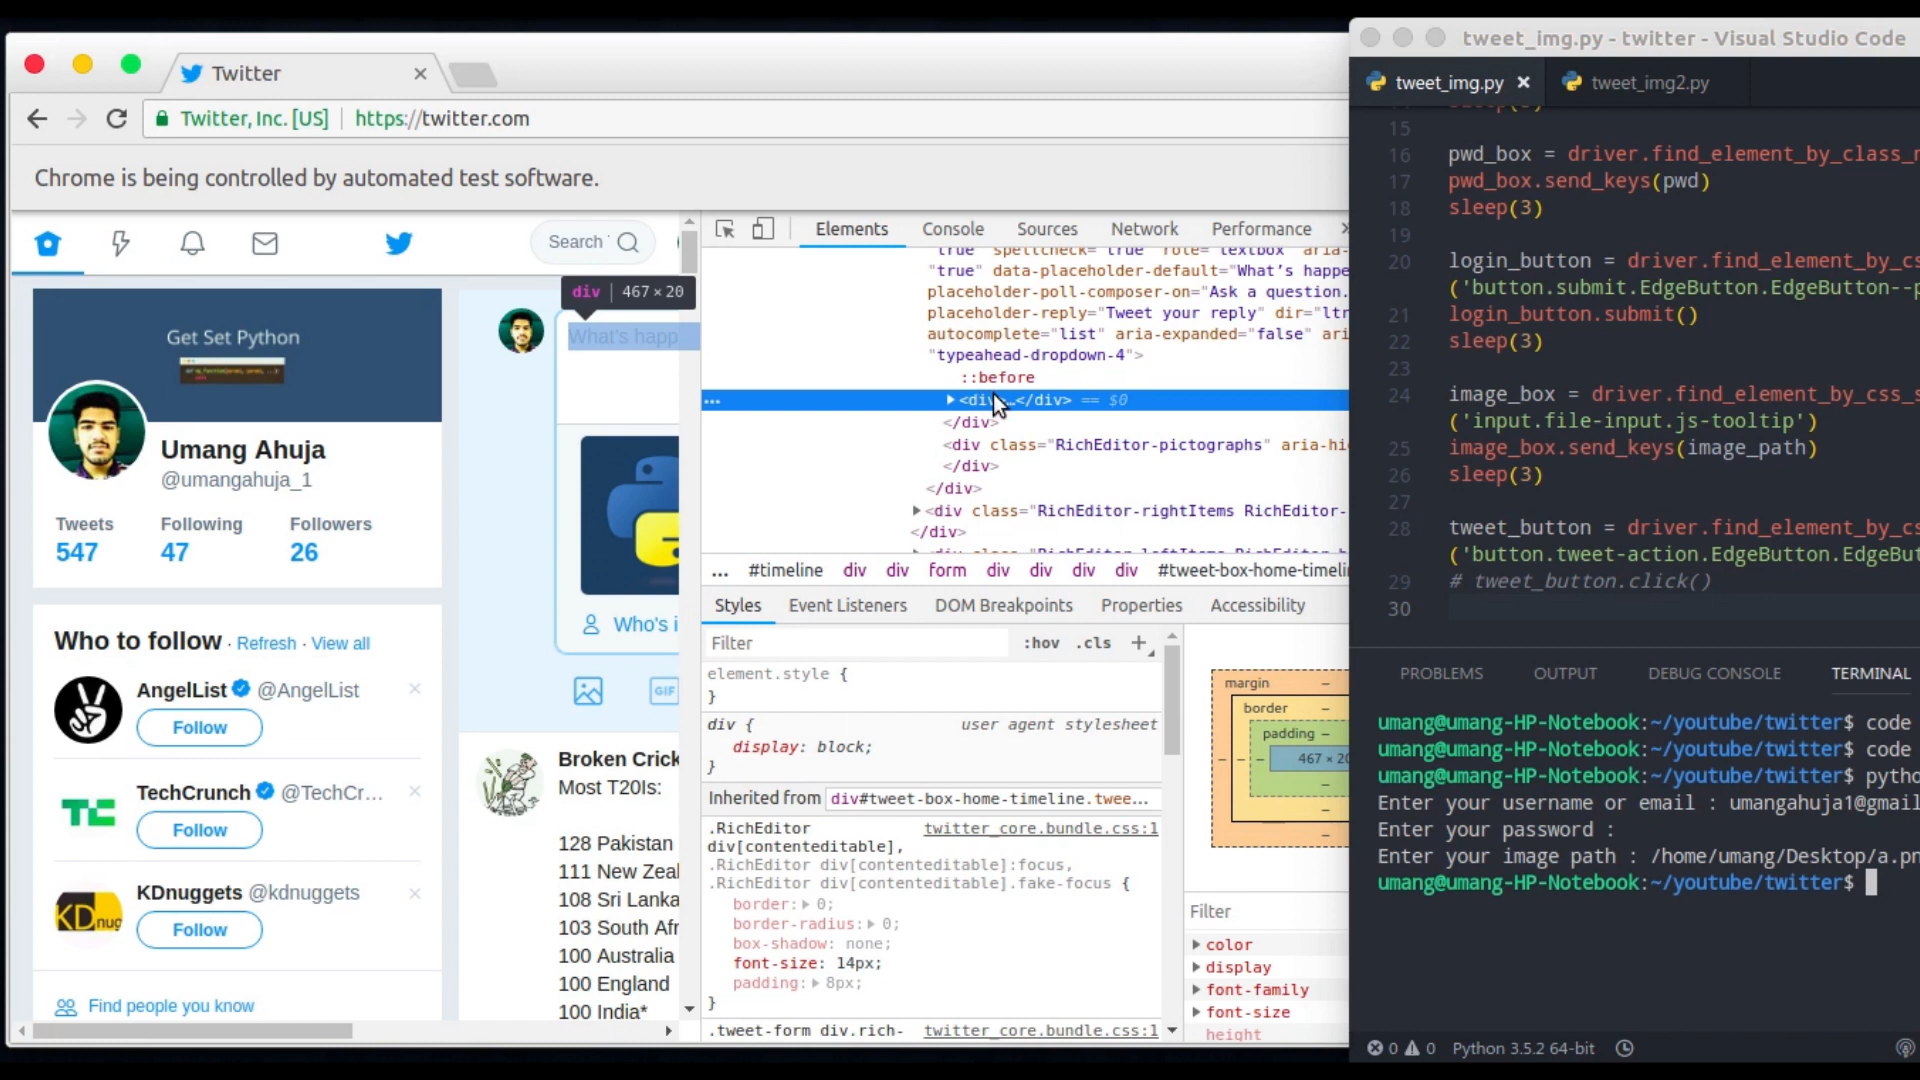 Twitter
Twitter, Inc. [US]
https://twitter.com
Chrome is being controlled by automated test software.
Search
Get Set Python
Umang Ahuja
@umangahuja_1
Tweets
Following
Followers
547
47
26
Who to follow · Refresh · View all
AngelList @AngelList
Follow
TechCrunch @TechCr...
Follow
KDnuggets @kdnuggets
Follow
Find people you know
div | 467 × 20
What's happ
Who's i
GIF
Broken Crick
Most T20Is:
128 Pakistan
111 New Zeal
108 Sri Lanka
103 South Afr
100 Australia
100 England
100 India*
Elements
Console
Sources
Network
Performance
"true" spellcheck="true" role="textbox" aria-
"true" data-placeholder-default="What's happe
placeholder-poll-composer-on="Ask a question.
placeholder-reply="Tweet your reply" dir="ltr
autocomplete="list" aria-expanded="false" ari
"typeahead-dropdown-4">
::before
…</div> == $0
</div>
<div class="RichEditor-pictographs" aria-hi
</div>
</div>
<div class="RichEditor-rightItems RichEditor-
</div>
... #timeline div div form div div div div #tweet-box-home-timeli
Styles
Event Listeners
DOM Breakpoints
Properties
Accessibility
Filter
:hov .cls +
element.style {
}
div {
user agent stylesheet
display: block;
}
Inherited from div#tweet-box-home-timeline.twee...
.RichEditor
twitter_core.bundle.css:1
div[contenteditable],
.RichEditor div[contenteditable]:focus,
.RichEditor div[contenteditable].fake-focus {
border: 0;
border-radius: 0;
box-shadow: none;
font-size: 14px;
padding: 8px;
}
.tweet-form div.rich-
twitter_core.bundle.css:1
margin –
border –
padding –
467 × 20
Filter
color
display
font-family
font-size
height
tweet_img.py - twitter - Visual Studio Code
tweet_img.py
tweet_img2.py
15
16 pwd_box = driver.find_element_by_class_n
17 pwd_box.send_keys(pwd)
18 sleep(3)
19
20 login_button = driver.find_element_by_cs
('button.submit.EdgeButton.EdgeButton--p
21 login_button.submit()
22 sleep(3)
23
24 image_box = driver.find_element_by_css_s
('input.file-input.js-tooltip')
25 image_box.send_keys(image_path)
26 sleep(3)
27
28 tweet_button = driver.find_element_by_cs
('button.tweet-action.EdgeButton.EdgeBut
29 # tweet_button.click()
30
PROBLEMS
OUTPUT
DEBUG CONSOLE
TERMINAL
umang@umang-HP-Notebook:~/youtube/twitter$ code
umang@umang-HP-Notebook:~/youtube/twitter$ code
umang@umang-HP-Notebook:~/youtube/twitter$ pytho
Enter your username or email : umangahuja1@gmail
Enter your password :
Enter your image path : /home/umang/Desktop/a.pn
umang@umang-HP-Notebook:~/youtube/twitter$
0 0 Python 3.5.2 64-bit